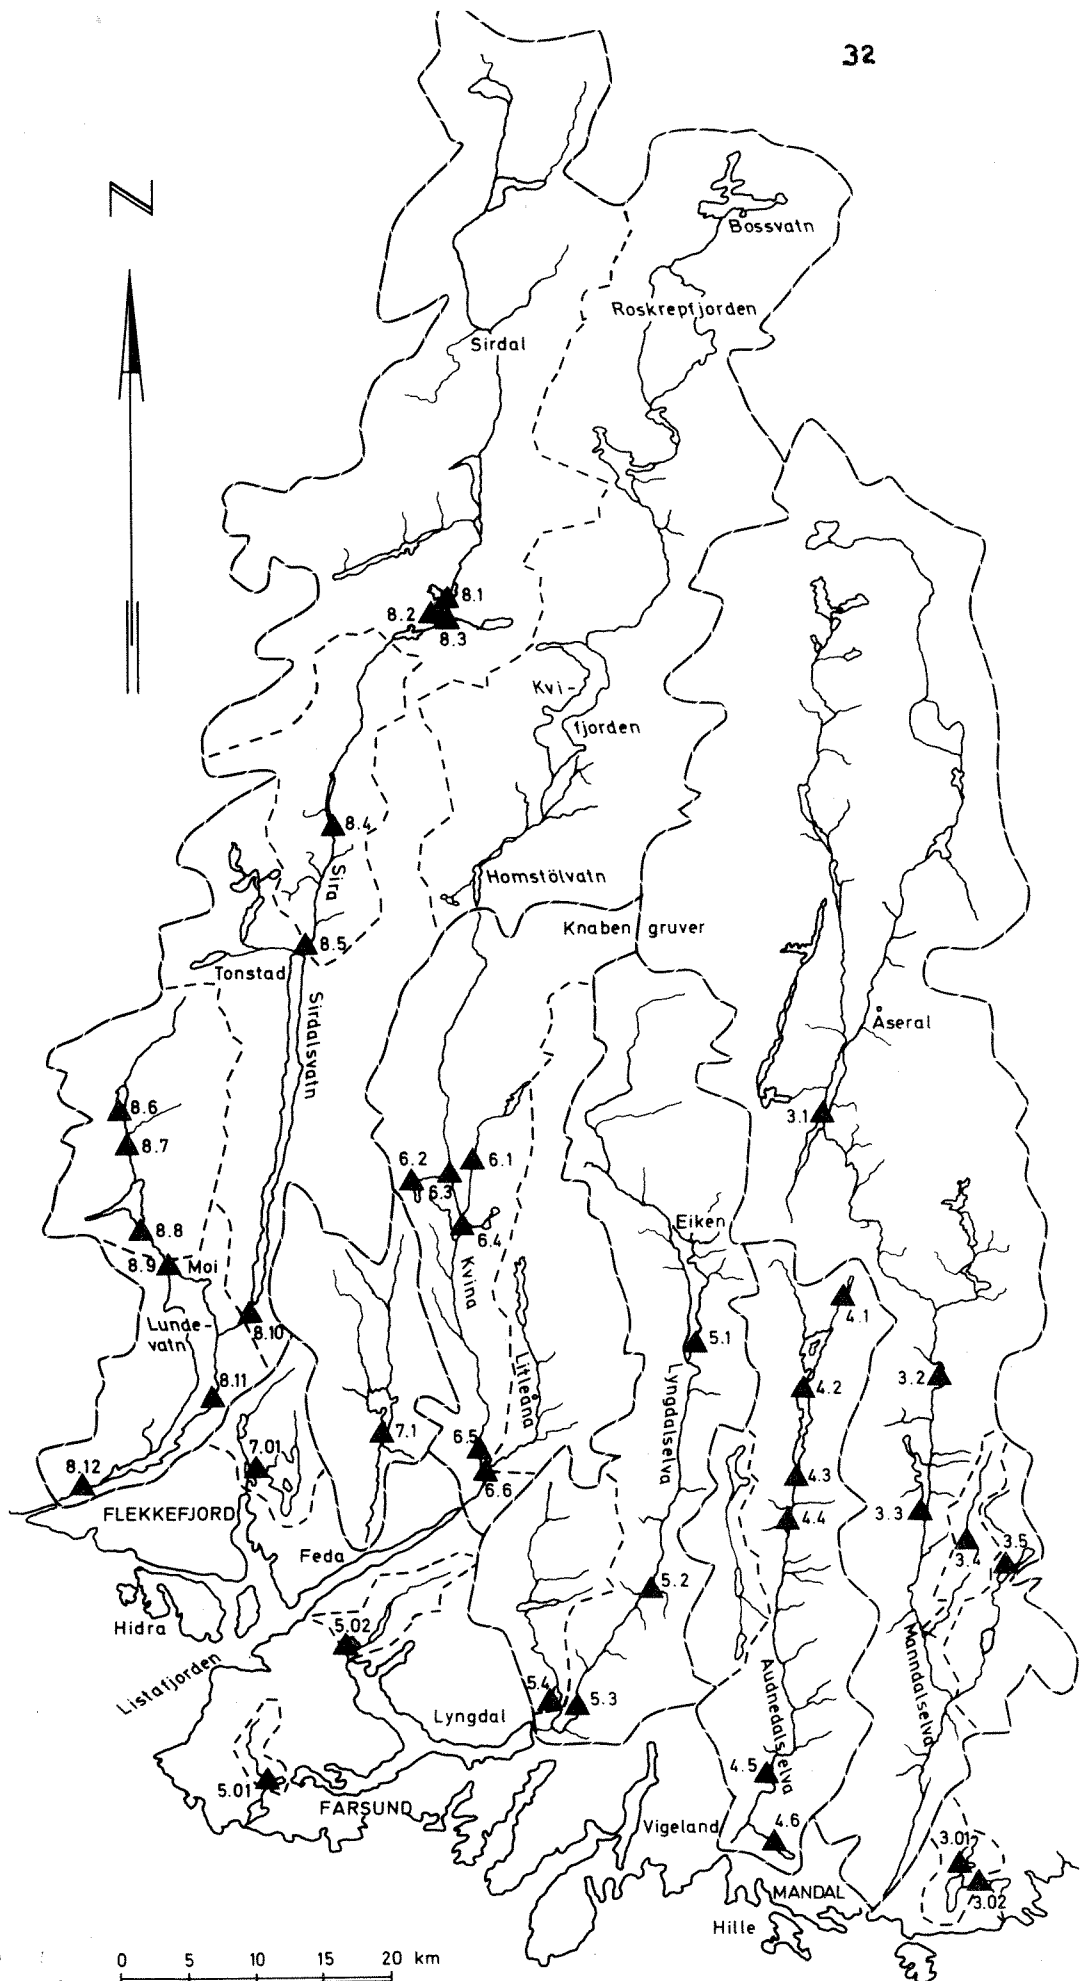 32
N
Bossvatn
Roskrepfjorden
Sirdal
8.1
8.2
8.3
Kvi-
fjorden
8.4
Sira
Homstölvatn
Knaben gruver
8.5
Tonstad
Sirdalsvatn
Åseral
8.6
3.1
8.7
6.2
6.3
6.1
8.8
6.4
Eiken
8.9
Moi
Kvina
4.1
Lunde-
vatn
8.10
5.1
Litleåna
Lyngdalselva
3.2
4.2
8.11
7.1
6.5
7.01
6.6
4.3
8.12
FLEKKEFJORD
4.4
3.3
3.4
3.5
Feda
5.2
Hidra
5.02
Listafjorden
Audnedalselva
Manndalselva
5.4
5.3
Lyngdal
4.5
5.01
FARSUND
Vigeland
4.6
3.01
3.02
MANDAL
Hille
0 5 10 15 20 km